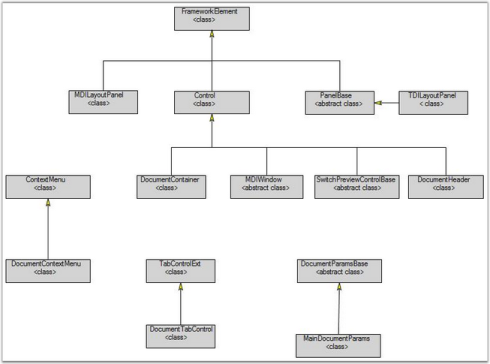 FrameworkElement
<class>
MDILayoutPanel
<class>
Control
<class>
PanelBase
<abstract class>
TDILayoutPanel
< class>
ContextMenu
<class>
DocumentContainer
<class>
MDIWindow
<abstract class>
SwitchPreviewControlBase
<abstract class>
DocumentHeader
<class>
DocumentContextMenu
<class>
TabControlExt
<class>
DocumentParamsBase
<abstract class>
DocumentTabControl
<class>
MainDocumentParams
<class>